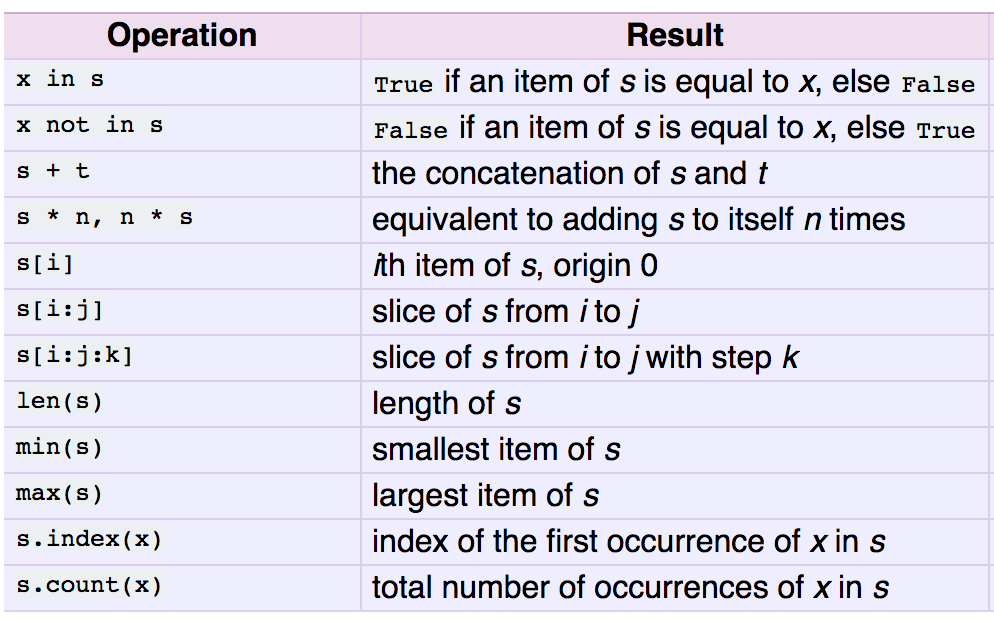 Operation Result
x in s True if an item of s is equal to x, else False
x not in s False if an item of s is equal to x, else True
s + t the concatenation of s and t
s * n, n * s equivalent to adding s to itself n times
s[i] ith item of s, origin 0
s[i:j] slice of s from i to j
s[i:j:k] slice of s from i to j with step k
len(s) length of s
min(s) smallest item of s
max(s) largest item of s
s.index(x) index of the first occurrence of x in s
s.count(x) total number of occurrences of x in s